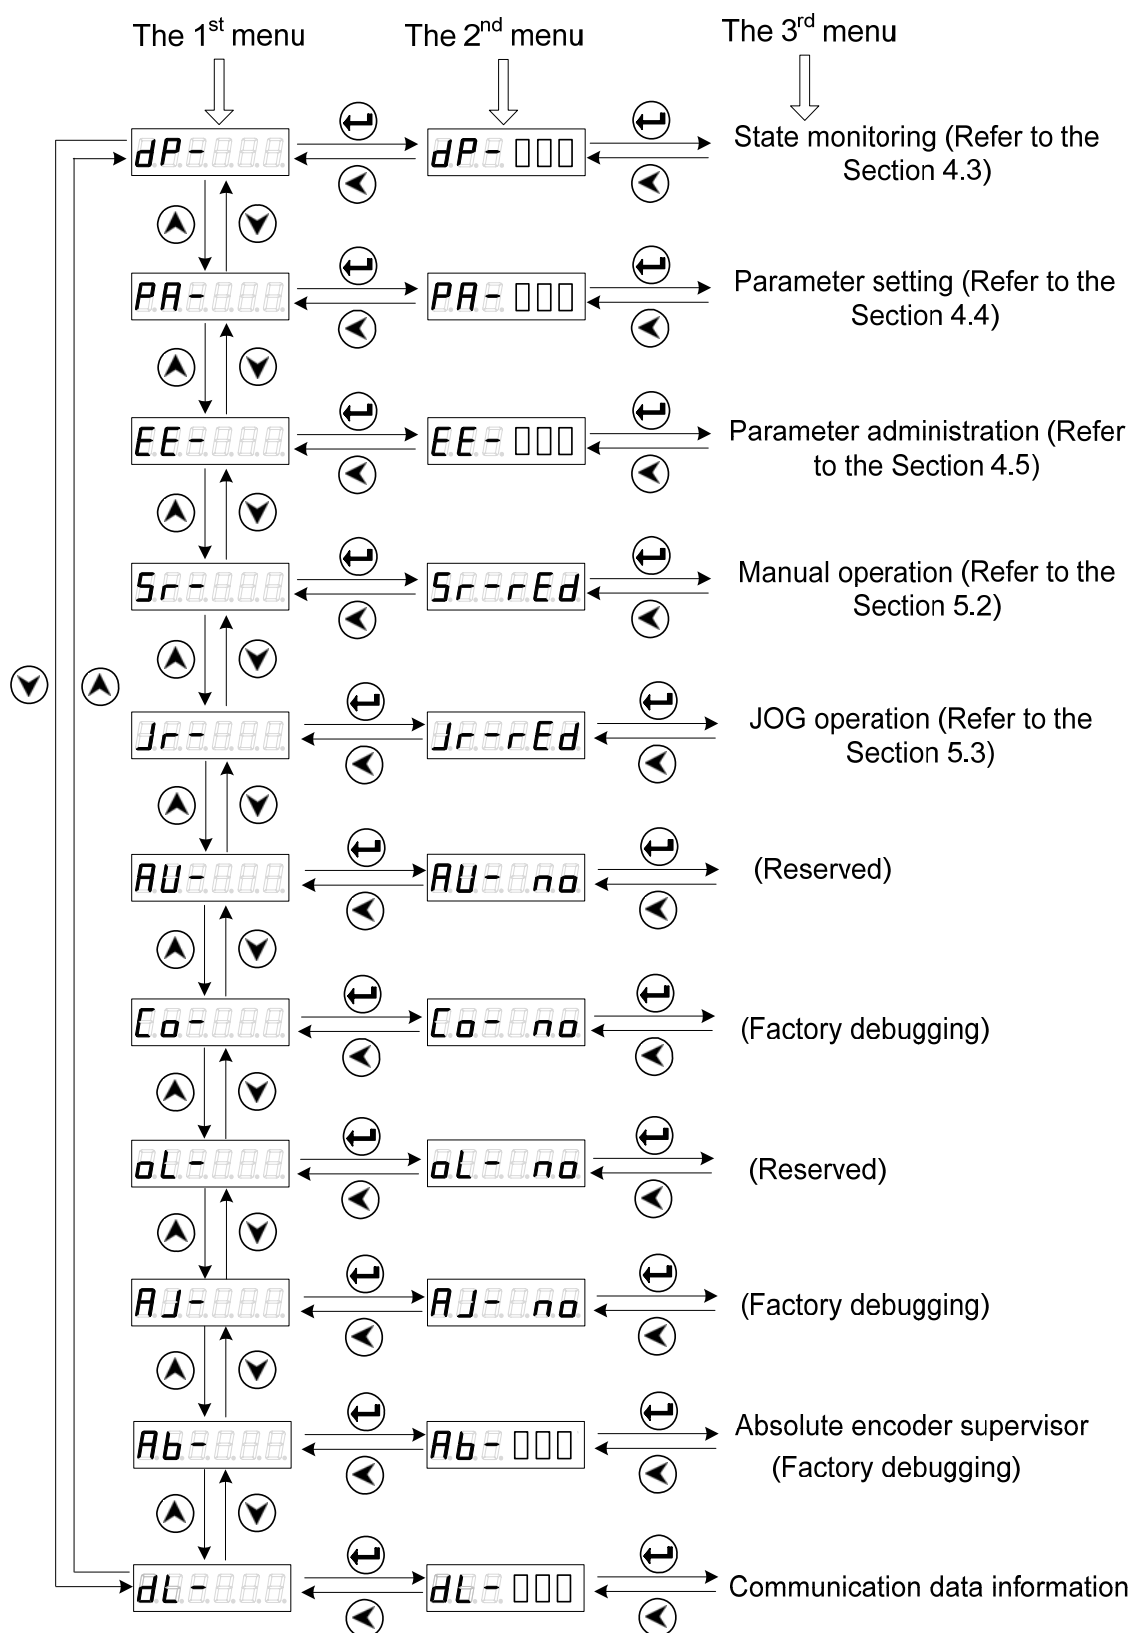 The 1st menu The 2nd menu The 3rd menu
dP- dP- State monitoring (Refer to the
Section 4.3)
PA- PA- Parameter setting (Refer to the
Section 4.4)
EE- EE- Parameter administration (Refer
to the Section 4.5)
Sr- Sr-rEd Manual operation (Refer to the
Section 5.2)
Jr- Jr-rEd JOG operation (Refer to the
Section 5.3)
AU- AU- no (Reserved)
Co- Co- no (Factory debugging)
oL- oL- no (Reserved)
AJ- AJ- no (Factory debugging)
Ab- Ab- Absolute encoder supervisor
(Factory debugging)
dL- dL- Communication data information